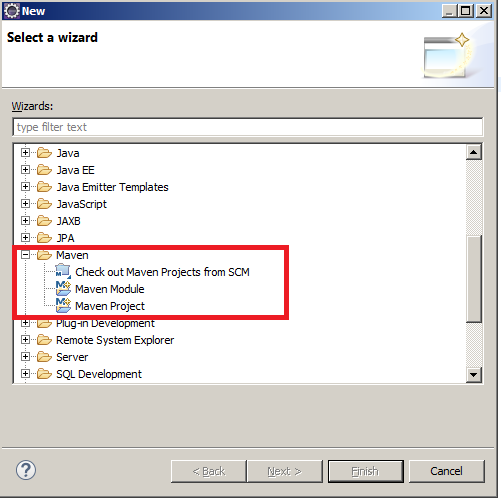 New
Select a wizard
Wizards:
type filter text
Java
Java EE
Java Emitter Templates
JavaScript
JAXB
JPA
Maven
Check out Maven Projects from SCM
Maven Module
Maven Project
Plug-in Development
Remote System Explorer
Server
SQL Development
? < Back Next > Finish Cancel